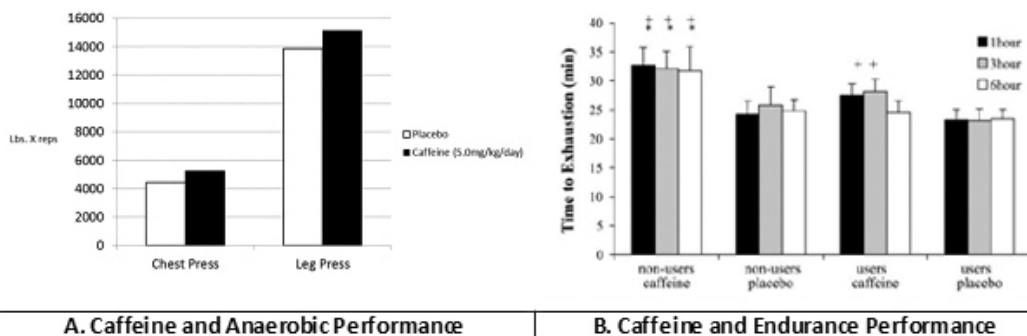 16000
14000
12000
10000
8000
6000
4000
2000
0
Lbs. X reps
Chest Press
Leg Press
Placebo
Caffeine (5.0mg/kg/day)
A. Caffeine and Anaerobic Performance
40
35
30
25
20
15
10
5
0
Time to Exhaustion (min)
‡ ‡ ‡
* * *
+ +
1hour
3hour
6hour
non-users caffeine
non-users placebo
users caffeine
users placebo
B. Caffeine and Endurance Performance